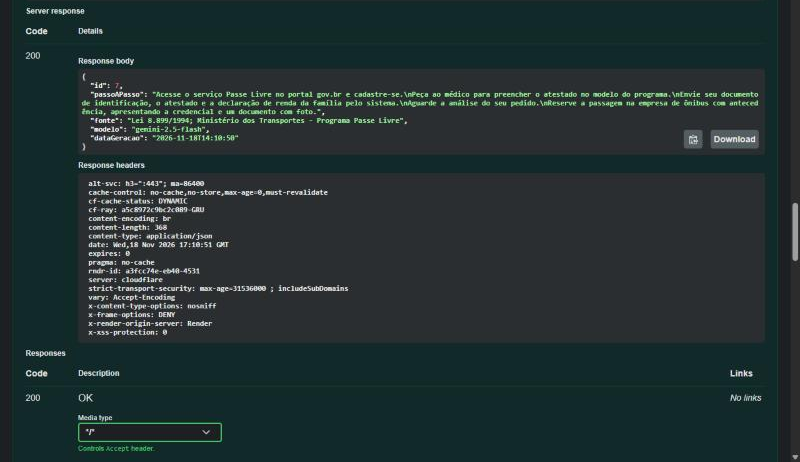 Server response
Code Details
200
Response body
{
"id": 7,
"passoAPasso": "Acesse o serviço Passe Livre no portal gov.br e cadastre-se.\nPeça ao médico para preencher o atestado no modelo do programa.\nEnvie seu documento
de identificação, o atestado e a declaração de renda da família pelo sistema.\nAguarde a análise do seu pedido.\nReserve a passagem na empresa de ônibus com anteced
ência, apresentando a credencial e um documento com foto.",
"fonte": "Lei 8.899/1994; Ministério dos Transportes - Programa Passe Livre",
"modelo": "gemini-2.5-flash",
"dataGeracao": "2026-11-18T14:10:50"
}
Download
Response headers
alt-svc: h3=":443"; ma=86400
cache-control: no-cache,no-store,max-age=0,must-revalidate
cf-cache-status: DYNAMIC
cf-ray: a5c8972c9bc2c089-GRU
content-encoding: br
content-length: 368
content-type: application/json
date: Wed,18 Nov 2026 17:10:51 GMT
expires: 0
pragma: no-cache
rndr-id: a3fcc74e-eb40-4531
server: cloudflare
strict-transport-security: max-age=31536000 ; includeSubDomains
vary: Accept-Encoding
x-content-type-options: nosniff
x-frame-options: DENY
x-render-origin-server: Render
x-xss-protection: 0
Responses
Code Description Links
200 OK No links
Media type
*/*
Controls Accept header.